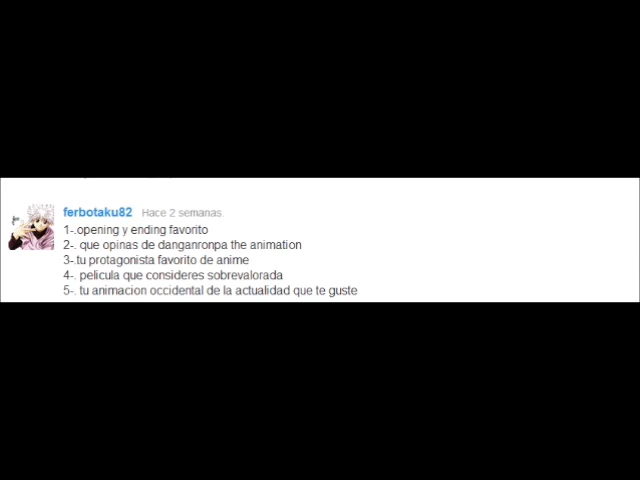 ferbotaku82 Hace 2 semanas
1-.opening y ending favorito
2-. que opinas de danganronpa the animation
3-.tu protagonista favorito de anime
4-. pelicula que consideres sobrevalorada
5-. tu animacion occidental de la actualidad que te guste